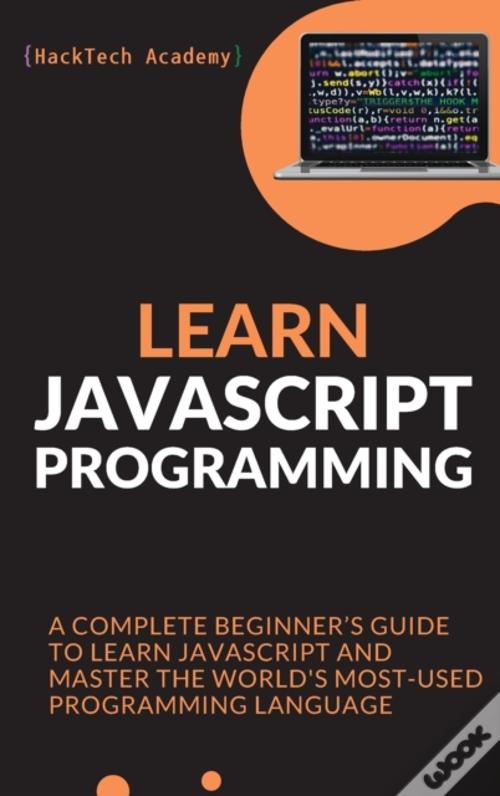 {HackTech Academy}
LEARN
JAVASCRIPT
PROGRAMMING
A COMPLETE BEGINNER’S GUIDE
TO LEARN JAVASCRIPT AND
MASTER THE WORLD'S MOST-USED
PROGRAMMING LANGUAGE
wook